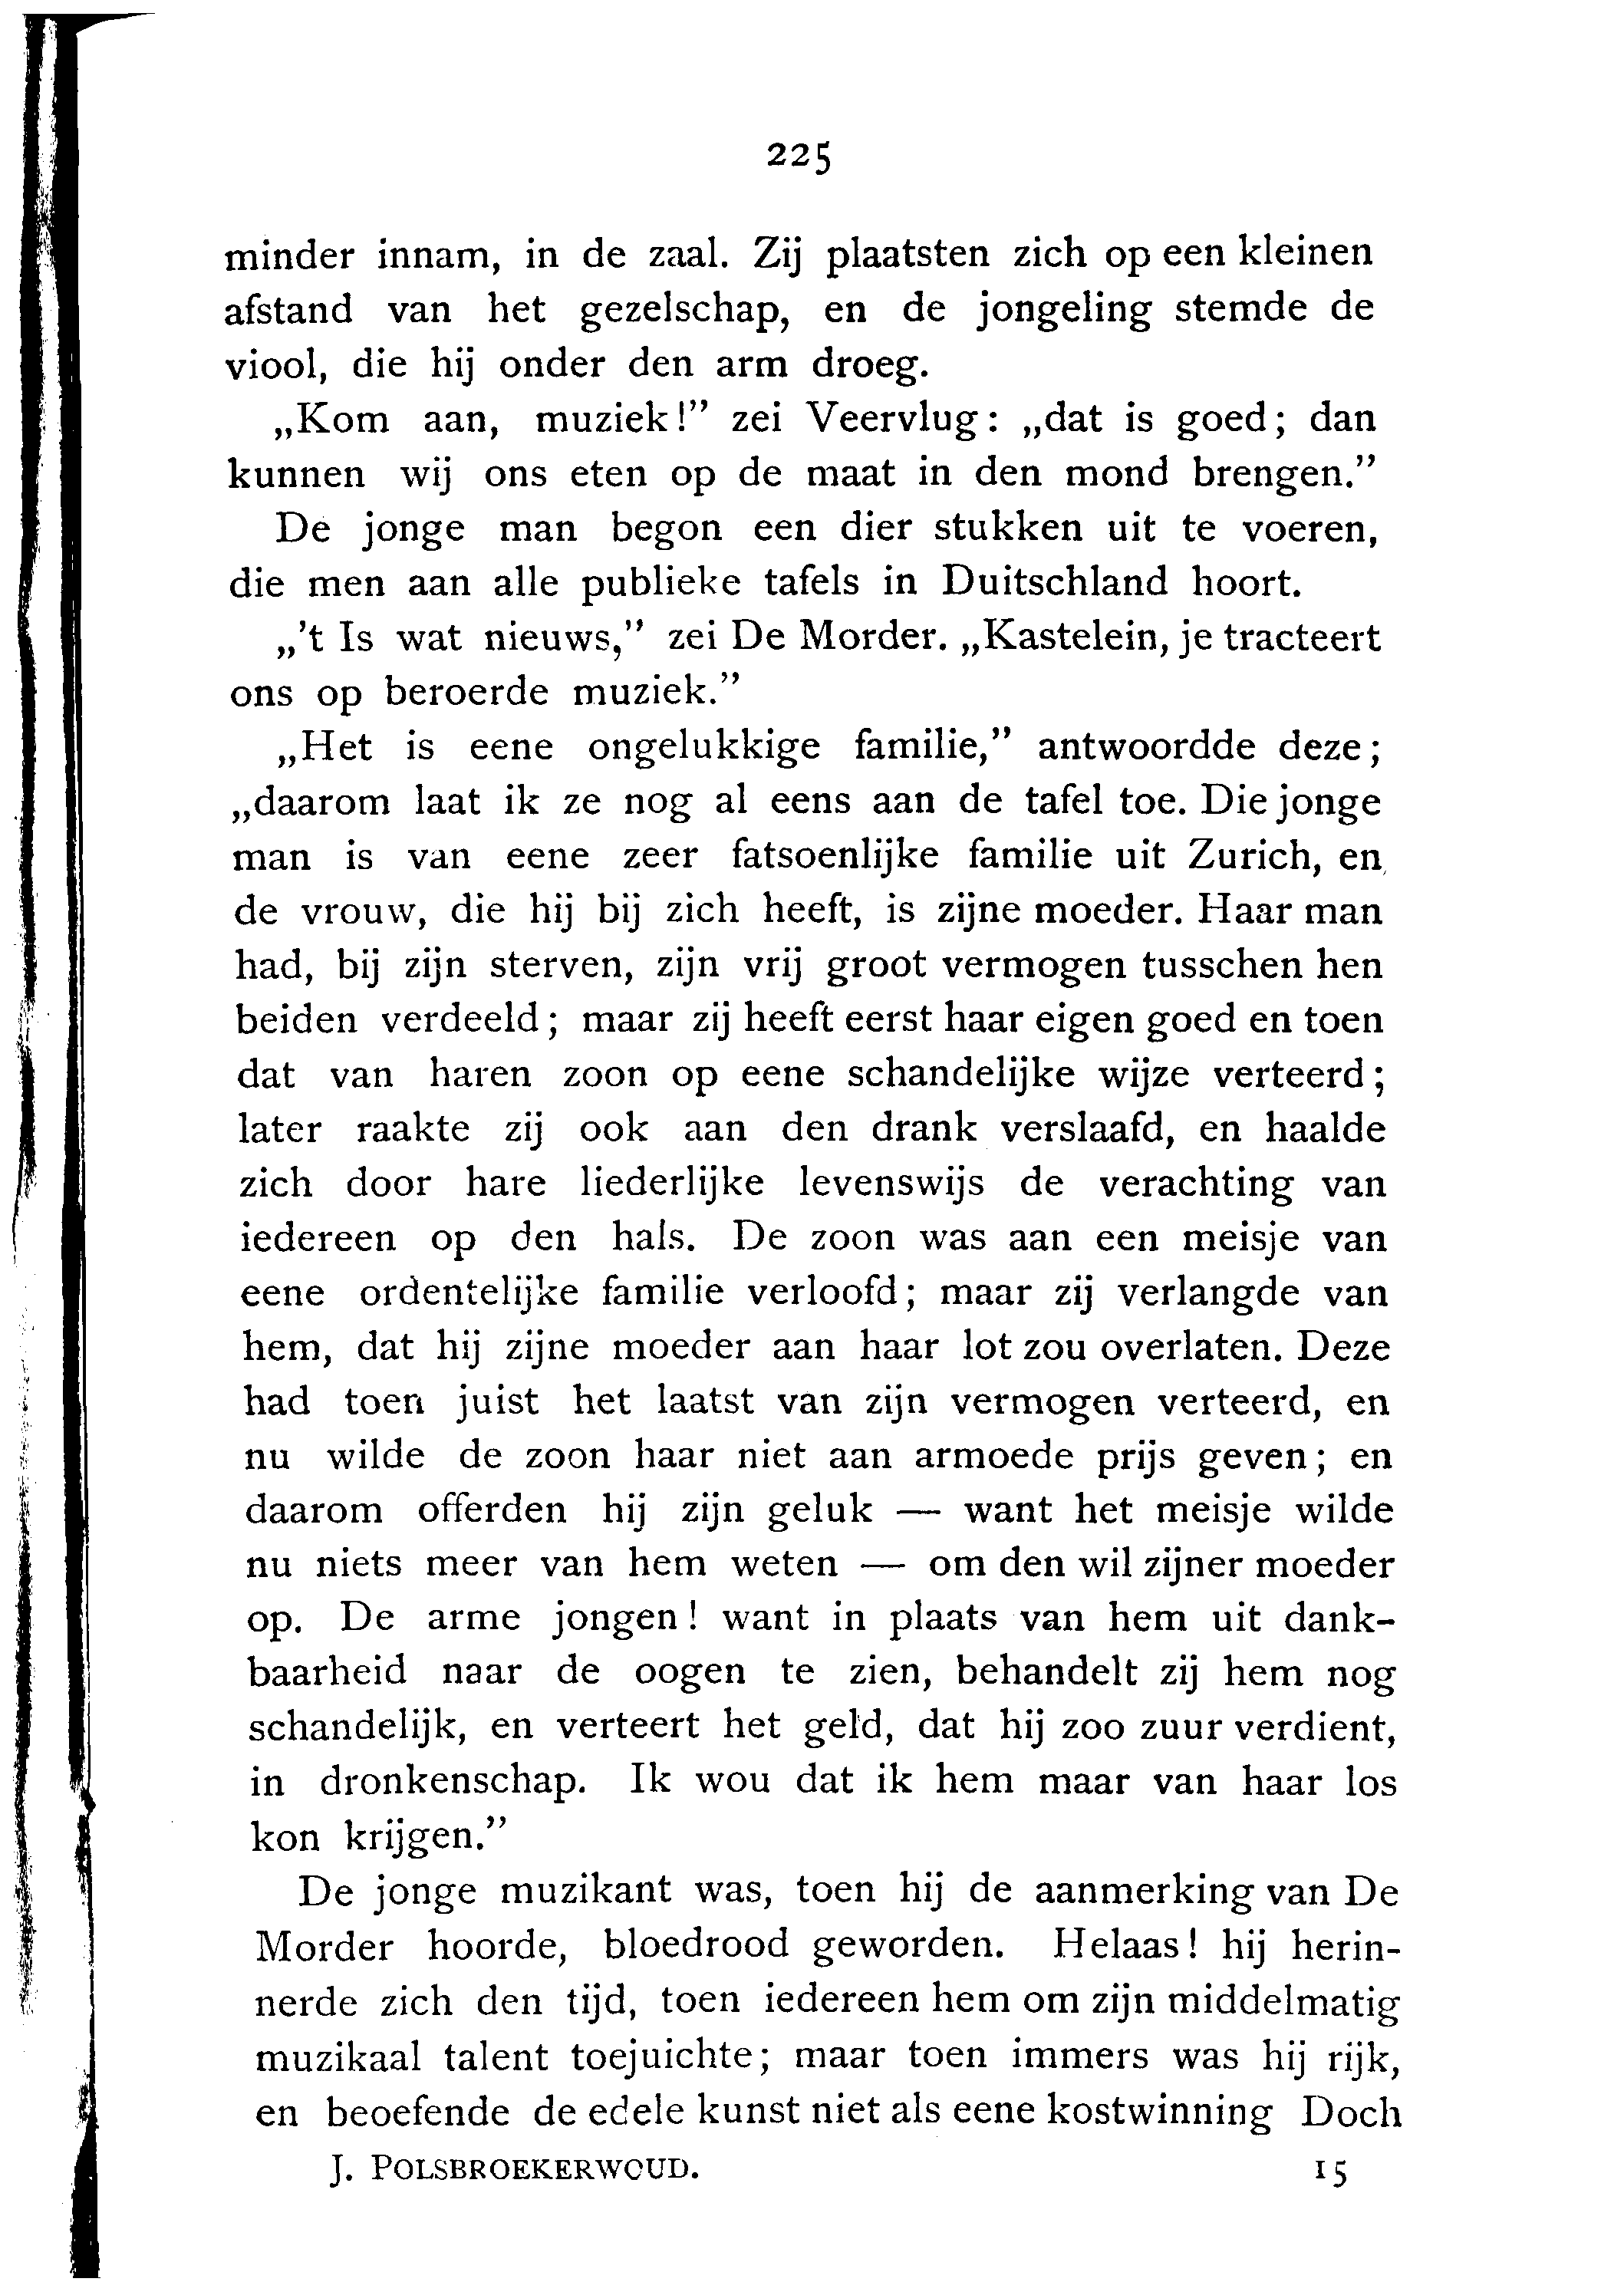 225
minder innam, in de zaal. Zij plaatsten zich op een kleinen
afstand van het gezelschap, en de jongeling stemde de
viool, die hij onder den arm droeg.
„Kom aan, muziek!” zei Veervlug: „dat is goed; dan
kunnen wij ons eten op de maat in den mond brengen.”
De jonge man begon een dier stukken uit te voeren,
die men aan alle publieke tafels in Duitschland hoort.
„'t Is wat nieuws,” zei De Morder. „Kastelein, je tracteert
ons op beroerde muziek.”
„Het is eene ongelukkige familie,” antwoordde deze;
„daarom laat ik ze nog al eens aan de tafel toe. Die jonge
man is van eene zeer fatsoenlijke familie uit Zurich, en
de vrouw, die hij bij zich heeft, is zijne moeder. Haar man
had, bij zijn sterven, zijn vrij groot vermogen tusschen hen
beiden verdeeld; maar zij heeft eerst haar eigen goed en toen
dat van haren zoon op eene schandelijke wijze verteerd;
later raakte zij ook aan den drank verslaafd, en haalde
zich door hare liederlijke levenswijs de verachting van
iedereen op den hals. De zoon was aan een meisje van
eene ordentelijke familie verloofd; maar zij verlangde van
hem, dat hij zijne moeder aan haar lot zou overlaten. Deze
had toen juist het laatst van zijn vermogen verteerd, en
nu wilde de zoon haar niet aan armoede prijs geven; en
daarom offerden hij zijn geluk — want het meisje wilde
nu niets meer van hem weten — om den wil zijner moeder
op. De arme jongen! want in plaats van hem uit dank-
baarheid naar de oogen te zien, behandelt zij hem nog
schandelijk, en verteert het geld, dat hij zoo zuur verdient,
in dronkenschap. Ik wou dat ik hem maar van haar los
kon krijgen.”
De jonge muzikant was, toen hij de aanmerking van De
Morder hoorde, bloedrood geworden. Helaas! hij herin-
nerde zich den tijd, toen iedereen hem om zijn middelmatig
muzikaal talent toejuichte; maar toen immers was hij rijk,
en beoefende de edele kunst niet als eene kostwinning Doch
J. POLSBROEKERWOUD. 15